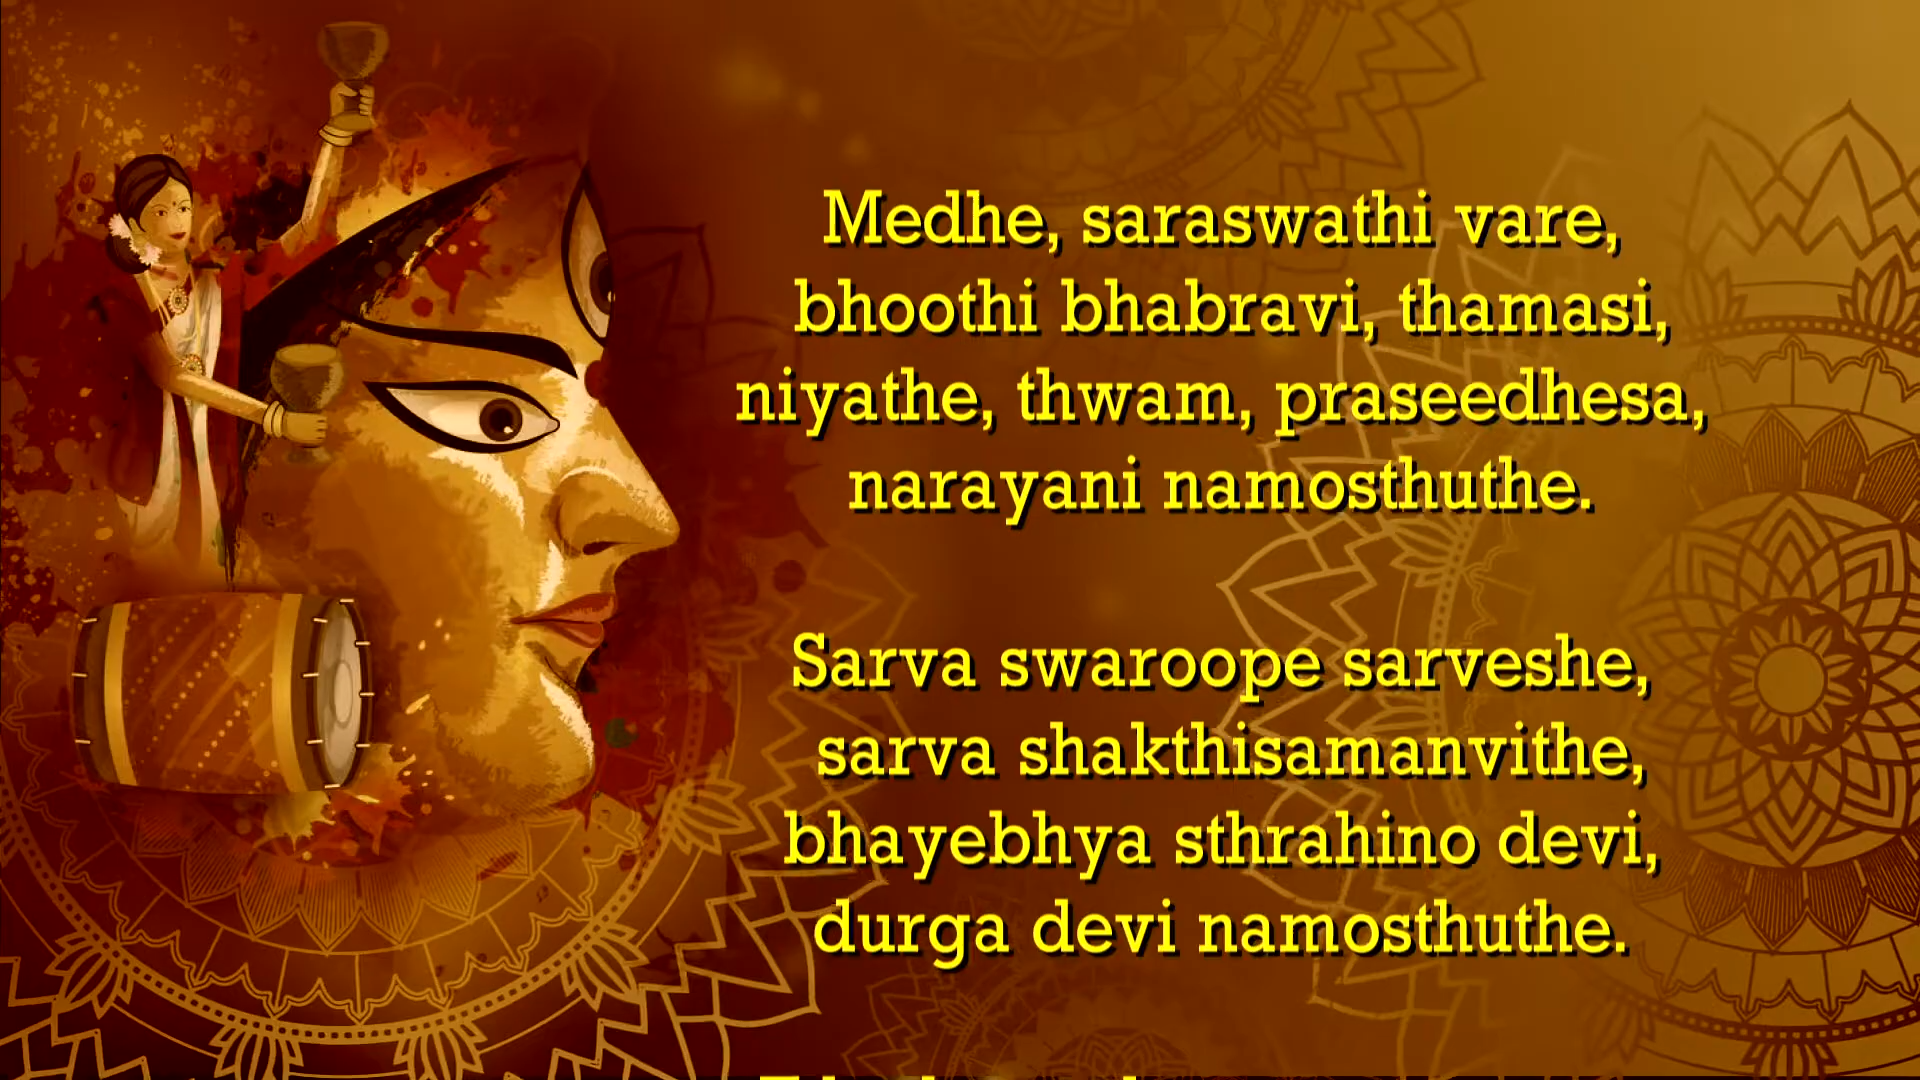 Medhe, saraswathi vare,
bhoothi bhabravi, thamasi,
niyathe, thwam, praseedhesa,
narayani namosthuthe.
Sarva swaroope sarveshe,
sarva shakthisamanvithe,
bhayebhya sthrahino devi,
durga devi namosthuthe.